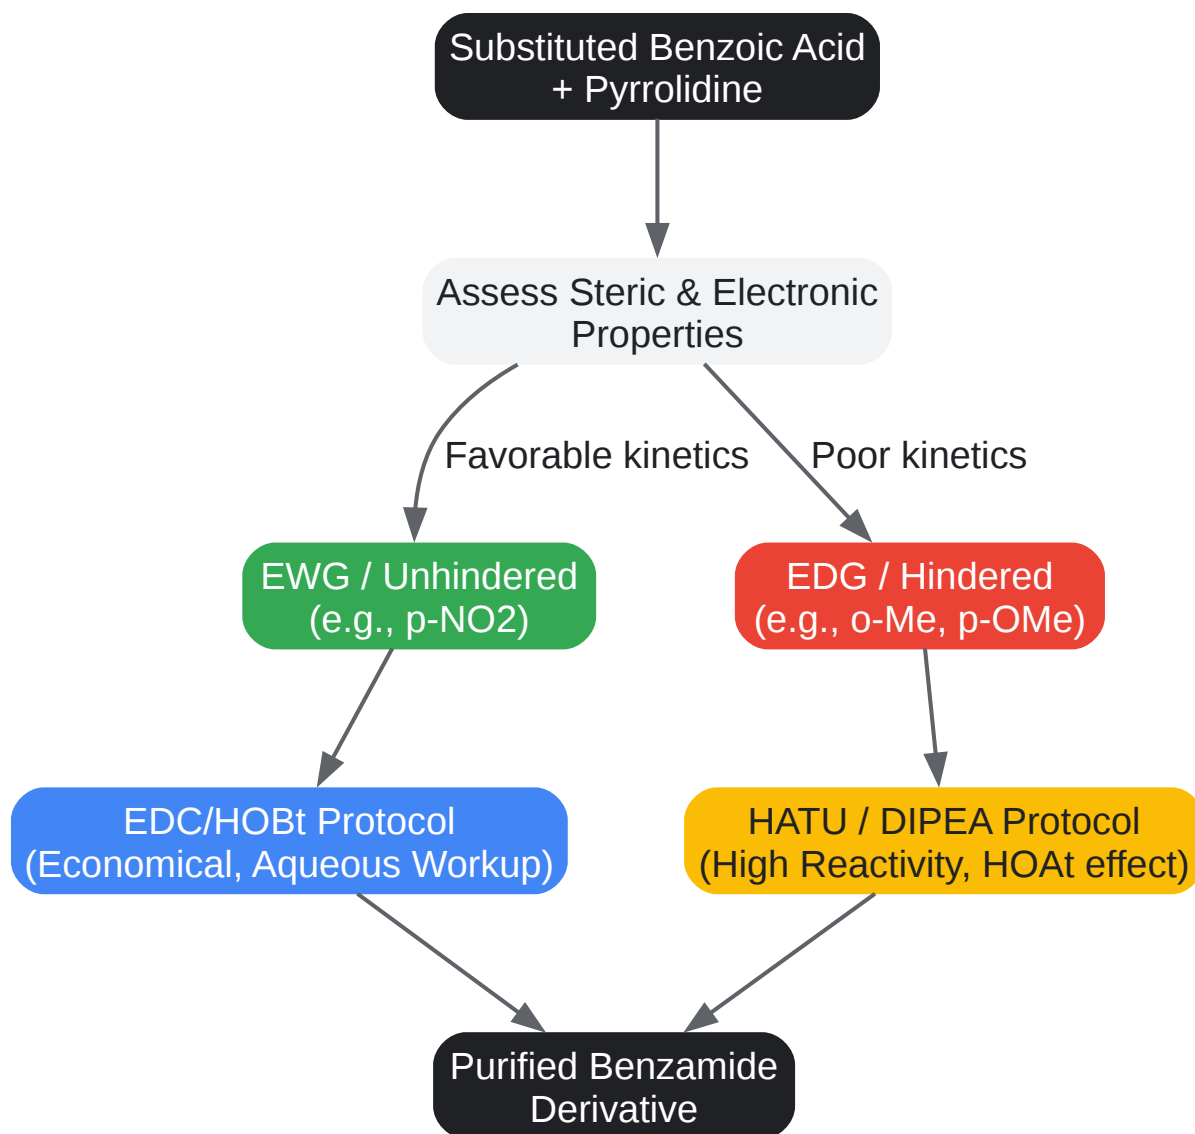 Substituted Benzoic Acid
+ Pyrrolidine
Assess Steric & Electronic
Properties
Favorable kinetics
Poor kinetics
EWG / Unhindered
(e.g., p-NO2)
EDG / Hindered
(e.g., o-Me, p-OMe)
EDC/HOBt Protocol
(Economical, Aqueous Workup)
HATU / DIPEA Protocol
(High Reactivity, HOAt effect)
Purified Benzamide
Derivative